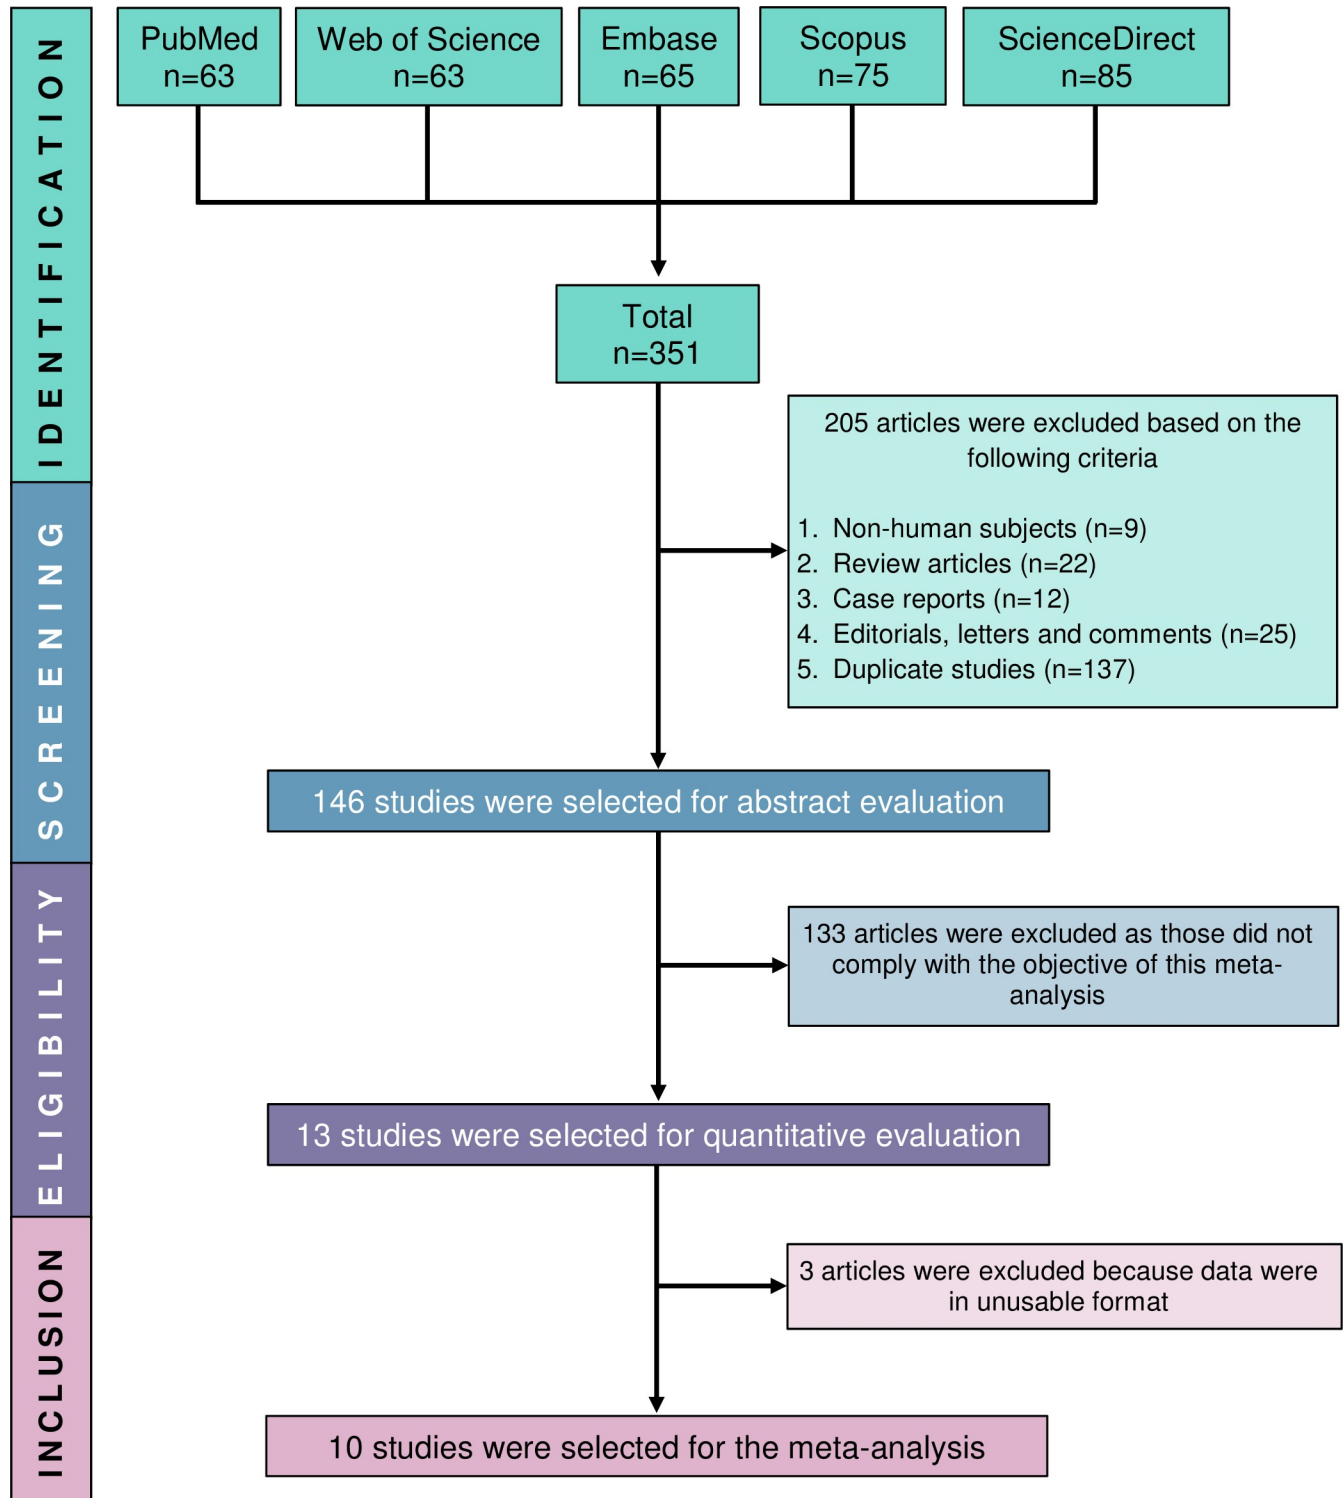 IDENTIFICATION
PubMed
n=63
Web of Science
n=63
Embase
n=65
Scopus
n=75
ScienceDirect
n=85
Total
n=351
205 articles were excluded based on the
following criteria
1. Non-human subjects (n=9)
2. Review articles (n=22)
3. Case reports (n=12)
4. Editorials, letters and comments (n=25)
5. Duplicate studies (n=137)
SCREENING
146 studies were selected for abstract evaluation
ELIGIBILITY
133 articles were excluded as those did not
comply with the objective of this meta-
analysis
13 studies were selected for quantitative evaluation
INCLUSION
3 articles were excluded because data were
in unusable format
10 studies were selected for the meta-analysis